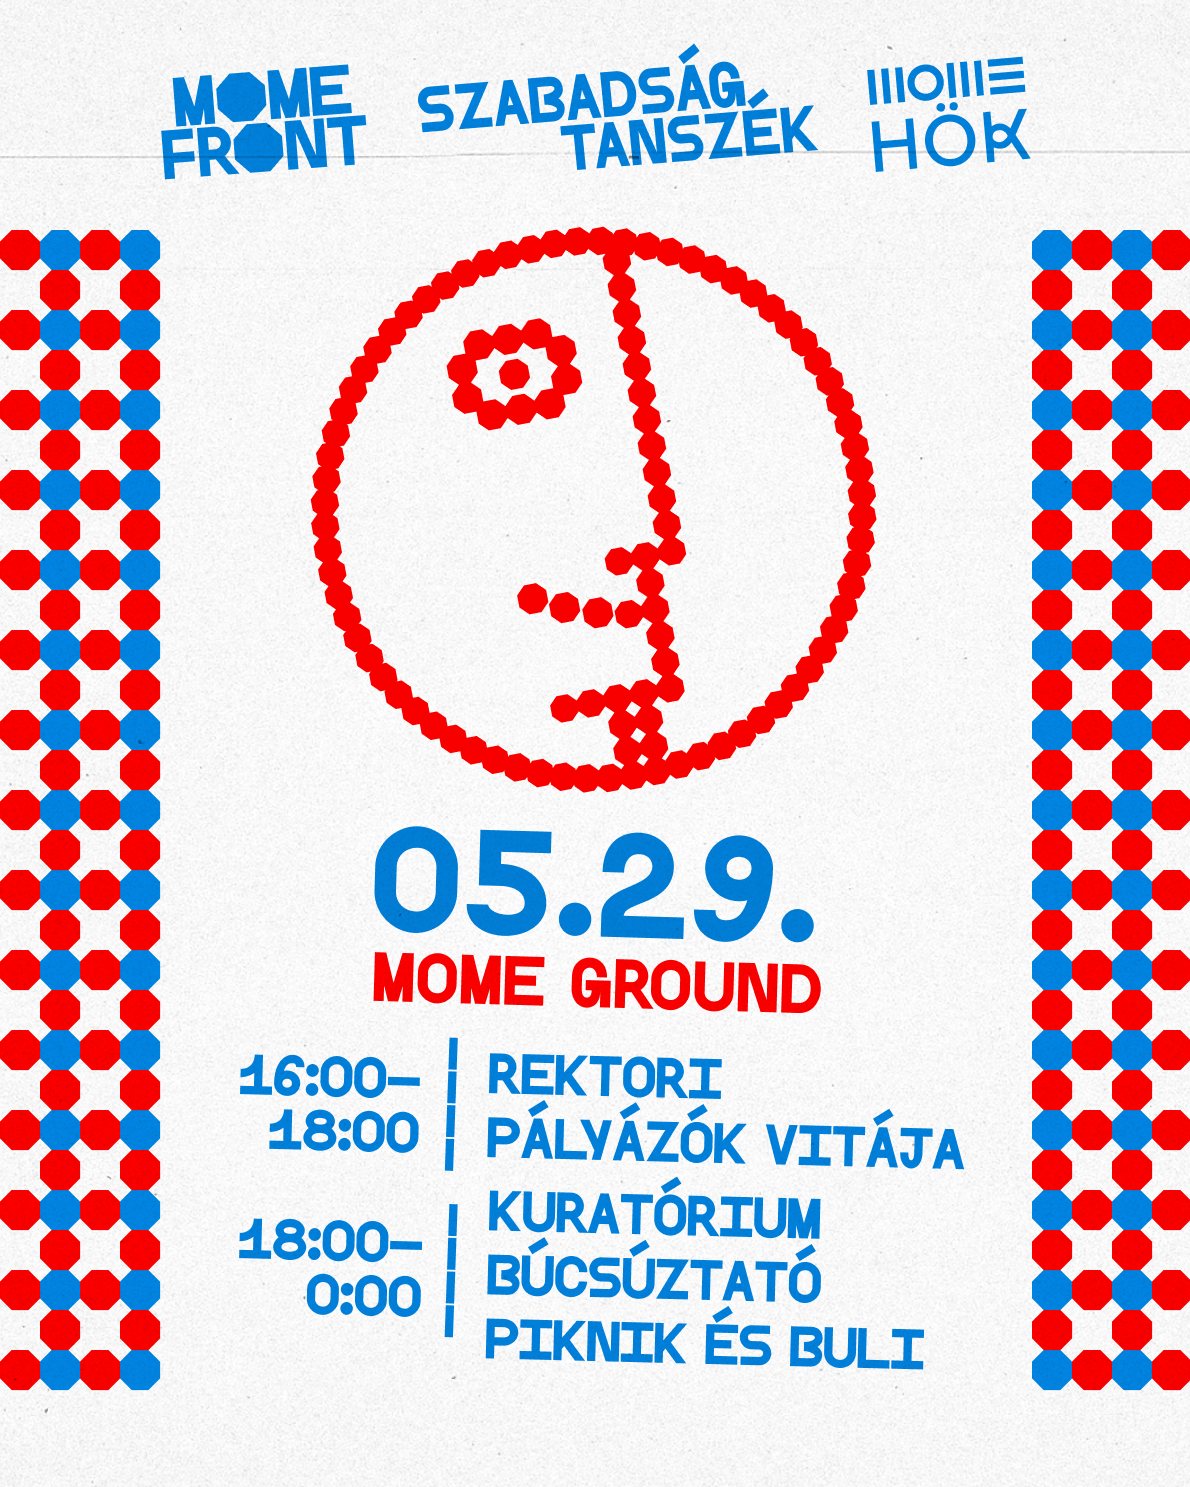 MOME
FRONT
SZABADSÁG
TANSZÉK
MOME
HÖK
05.29.
MOME GROUND
16:00–
18:00
REKTORI
PÁLYÁZÓK VITÁJA
18:00–
0:00
KURATÓRIUM
BÚCSÚZTATÓ
PIKNIK ÉS BULI